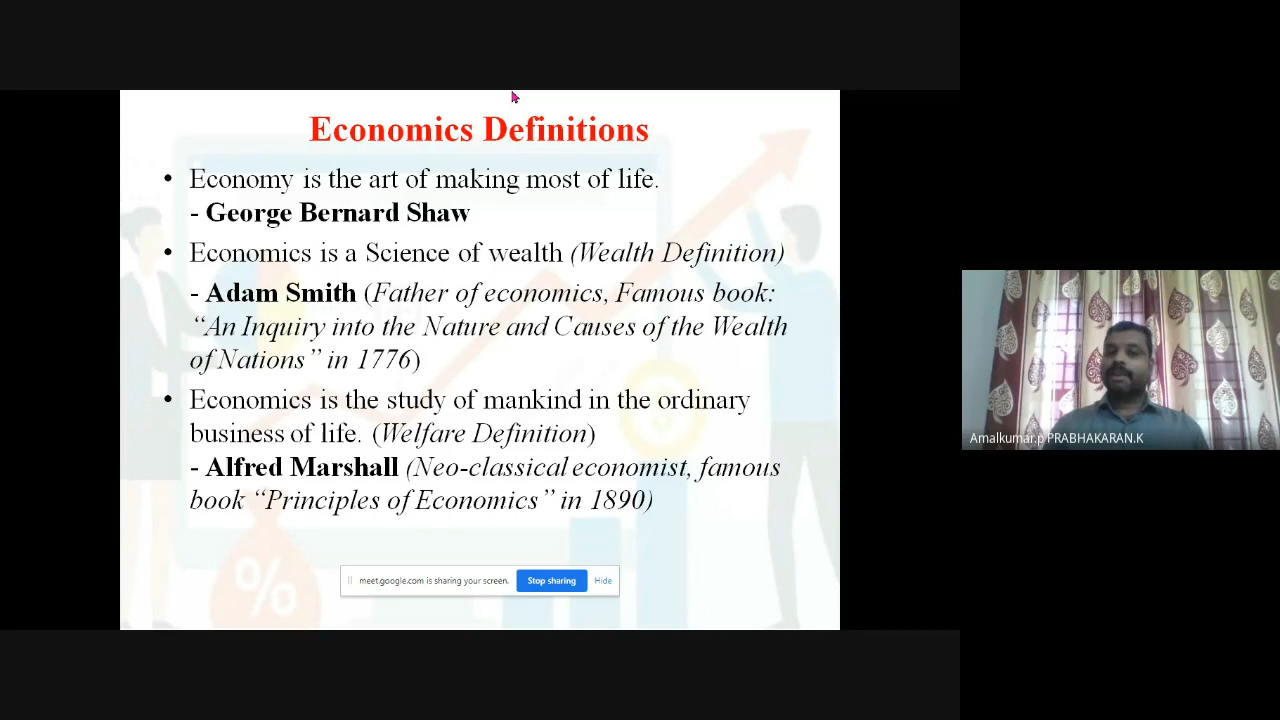 Economics Definitions
• Economy is the art of making most of life.
- George Bernard Shaw
• Economics is a Science of wealth (Wealth Definition)
- Adam Smith (Father of economics, Famous book:
“An Inquiry into the Nature and Causes of the Wealth
of Nations” in 1776)
• Economics is the study of mankind in the ordinary
business of life. (Welfare Definition)
- Alfred Marshall (Neo-classical economist, famous
book “Principles of Economics” in 1890)
%
meet.google.com is sharing your screen.
Stop sharing
Hide
Amalkumar.p PRABHAKARAN.K